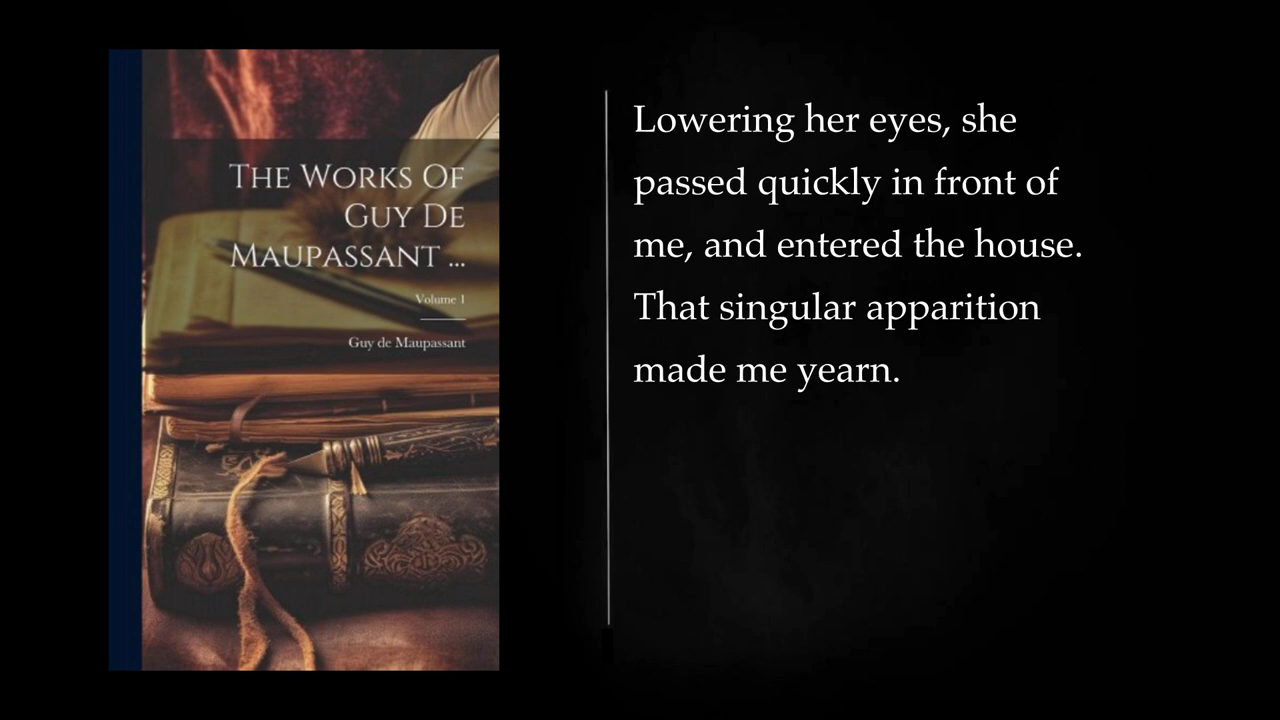 The Works Of
Guy De
Maupassant ...
Volume 1
Guy de Maupassant
Lowering her eyes, she
passed quickly in front of
me, and entered the house.
That singular apparition
made me yearn.